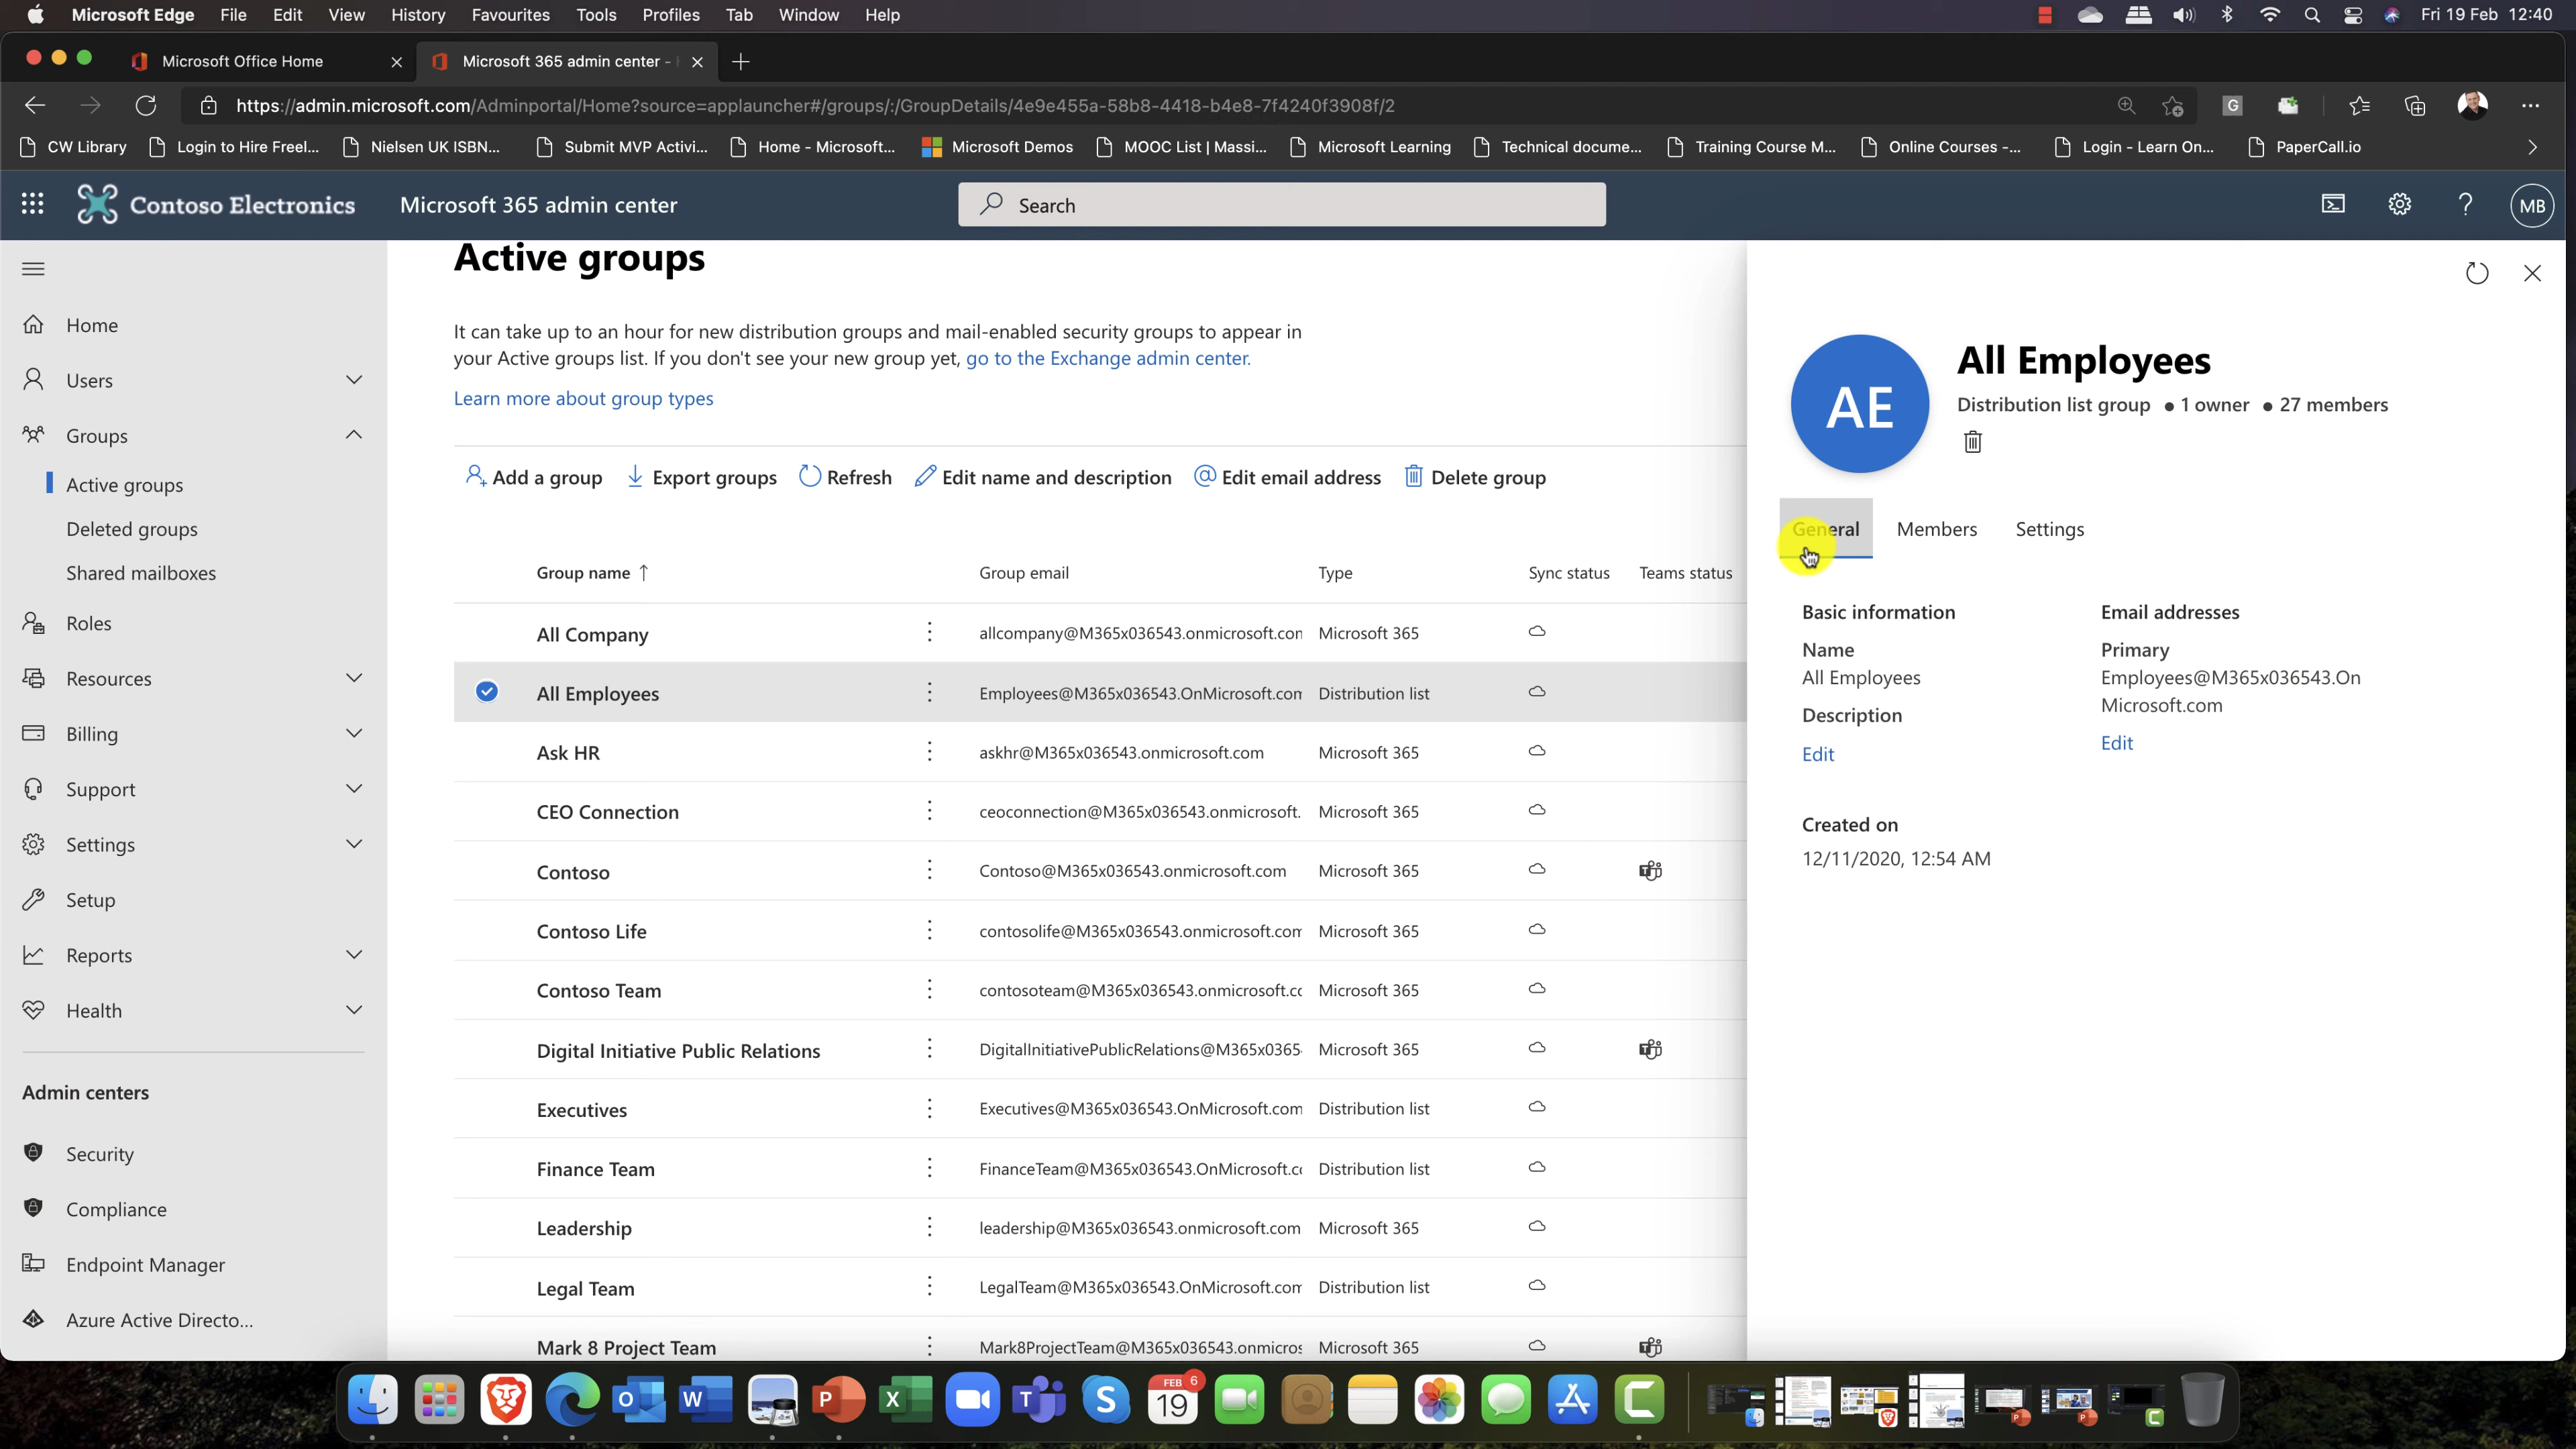 Microsoft Edge File Edit View History Favourites Tools Profiles Tab Window Help Fri 19 Feb 12:40
Microsoft Office Home
Microsoft 365 admin center -
https://admin.microsoft.com/Adminportal/Home?source=applauncher#/groups/:/GroupDetails/4e9e455a-58b8-4418-b4e8-7f4240f3908f/2
G
CW Library Login to Hire Freel... Nielsen UK ISBN... Submit MVP Activi... Home - Microsoft... Microsoft Demos MOOC List | Massi... Microsoft Learning Technical docume... Training Course M... Online Courses -... Login - Learn On... PaperCall.io
Contoso Electronics Microsoft 365 admin center Search MB
Home
Users
Groups
Active groups
Deleted groups
Shared mailboxes
Roles
Resources
Billing
Support
Settings
Setup
Reports
Health
Admin centers
Security
Compliance
Endpoint Manager
Azure Active Directo...
Active groups
It can take up to an hour for new distribution groups and mail-enabled security groups to appear in
your Active groups list. If you don't see your new group yet, go to the Exchange admin center.
Learn more about group types
Add a group Export groups Refresh Edit name and description Edit email address Delete group
Group name ↑ Group email Type Sync status Teams status
All Company allcompany@M365x036543.onmicrosoft.con Microsoft 365
All Employees Employees@M365x036543.OnMicrosoft.com Distribution list
Ask HR askhr@M365x036543.onmicrosoft.com Microsoft 365
CEO Connection ceoconnection@M365x036543.onmicrosoft. Microsoft 365
Contoso Contoso@M365x036543.onmicrosoft.com Microsoft 365
Contoso Life contosolife@M365x036543.onmicrosoft.com Microsoft 365
Contoso Team contosoteam@M365x036543.onmicrosoft.cc Microsoft 365
Digital Initiative Public Relations DigitalInitiativePublicRelations@M365x0365 Microsoft 365
Executives Executives@M365x036543.OnMicrosoft.com Distribution list
Finance Team FinanceTeam@M365x036543.OnMicrosoft.cc Distribution list
Leadership leadership@M365x036543.onmicrosoft.com Microsoft 365
Legal Team LegalTeam@M365x036543.OnMicrosoft.com Distribution list
Mark 8 Project Team Mark8ProjectTeam@M365x036543.onmicros Microsoft 365
AE
All Employees
Distribution list group ● 1 owner ● 27 members
General Members Settings
Basic information
Name
All Employees
Description
Edit
Email addresses
Primary
Employees@M365x036543.On
Microsoft.com
Edit
Created on
12/11/2020, 12:54 AM
FEB 19 6